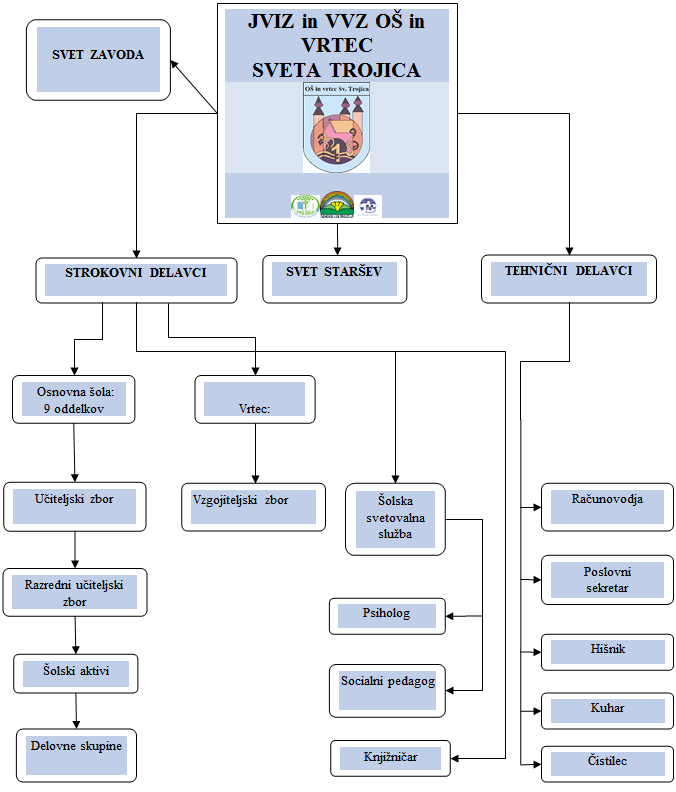 JVIZ in VVZ OŠ in
VRTEC
SVETA TROJICA
OŠ in vrtec Sv. Trojica
SVET ZAVODA
STROKOVNI DELAVCI
SVET STARŠEV
TEHNIČNI DELAVCI
Osnovna šola:
9 oddelkov
Vrtec:
Učiteljski zbor
Vzgojiteljski zbor
Šolska
svetovalna
služba
Računovodja
Razredni učiteljski
zbor
Poslovni
sekretar
Psiholog
Hišnik
Šolski aktivi
Socialni pedagog
Kuhar
Delovne skupine
Knjižničar
Čistilec